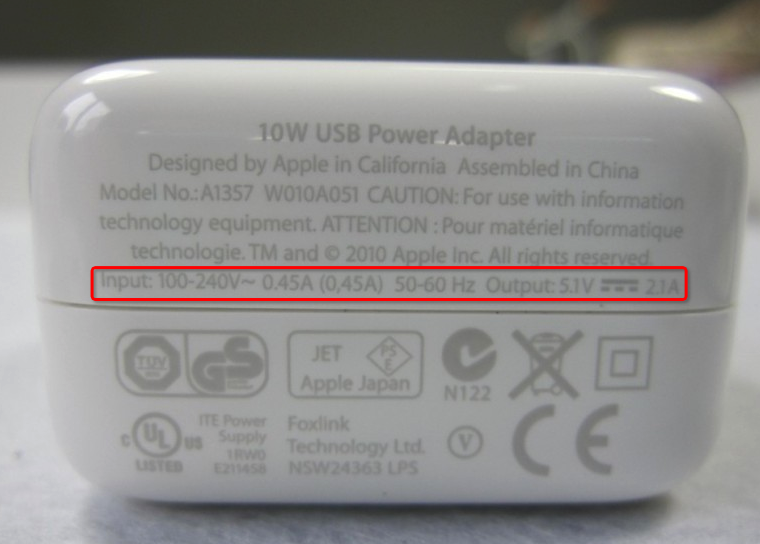 10W USB Power Adapter
Designed by Apple in California Assembled in China
Model No.: A1357 W010A051 CAUTION: For use with information
technology equipment. ATTENTION : Pour matériel informatique
technologie. TM and © 2010 Apple Inc. All rights reserved.
Input: 100-240V~ 0.45A (0,45A) 50-60 Hz Output: 5.1V ⎓ 2.1A
TUV GS
JET
Apple Japan
PSE
N122
C UL US
LISTED
ITE Power
Supply
1RW0
E211458
Foxlink
Technology Ltd.
NSW24363 LPS
V
CE